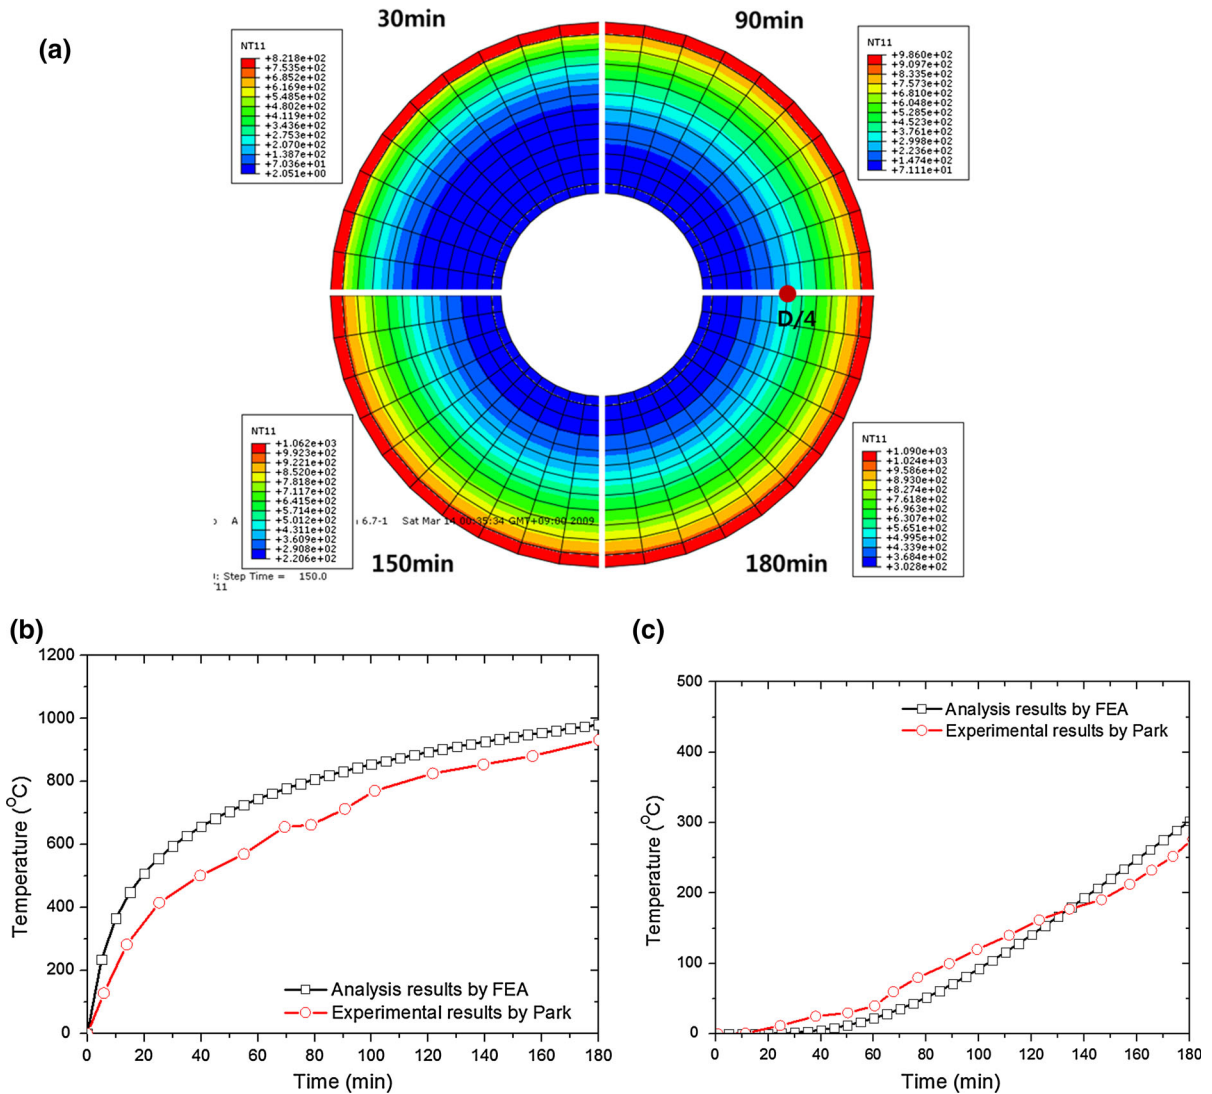 30min
90min
(a)
NT11
+8.218e+02
+7.535e+02
+6.852e+02
+6.169e+02
+5.485e+02
+4.802e+02
+4.119e+02
+3.436e+02
+2.753e+02
+2.070e+02
+1.387e+02
+7.036e+01
+2.051e+00
NT11
+9.860e+02
+9.097e+02
+8.335e+02
+7.573e+02
+6.810e+02
+6.048e+02
+5.285e+02
+4.523e+02
+3.761e+02
+2.998e+02
+2.236e+02
+1.474e+02
+7.111e+01
D/4
NT11
+1.062e+03
+9.923e+02
+9.221e+02
+8.520e+02
+7.818e+02
+7.117e+02
+6.415e+02
+5.714e+02
+5.012e+02
+4.311e+02
+3.609e+02
+2.908e+02
+2.206e+02
NT11
+1.090e+03
+1.024e+03
+9.586e+02
+8.930e+02
+8.274e+02
+7.618e+02
+6.963e+02
+6.307e+02
+5.651e+02
+4.995e+02
+4.339e+02
+3.684e+02
+3.028e+02
A 6.7-1 Sat Mar 14 00:35:34 GMT+09:00 2009
150min
180min
: Step Time = 150.0
11
(b)
1200
1000
800
600
400
200
0
Temperature (°C)
Analysis results by FEA
Experimental results by Park
0 20 40 60 80 100 120 140 160 180
Time (min)
(c)
500
400
300
200
100
0
Temperature (°C)
Analysis results by FEA
Experimental results by Park
0 20 40 60 80 100 120 140 160 180
Time (min)